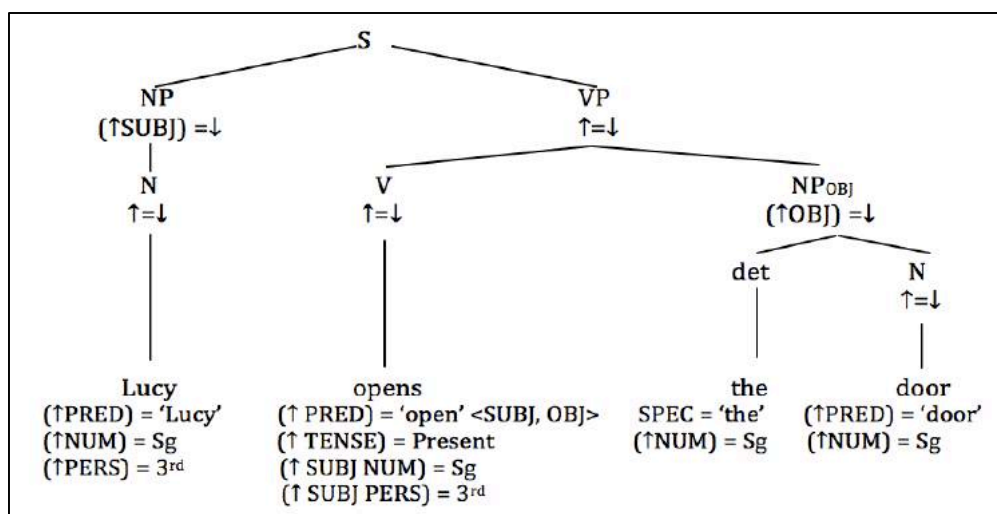 S
NP VP
(↑SUBJ) =↓ ↑=↓
N V NP_OBJ
↑=↓ ↑=↓ (↑OBJ) =↓
det N
↑=↓
Lucy opens the door
(↑PRED) = ‘Lucy’ (↑ PRED) = ‘open’ <SUBJ, OBJ> SPEC = ‘the’ (↑PRED) = ‘door’
(↑NUM) = Sg (↑ TENSE) = Present (↑NUM) = Sg (↑NUM) = Sg
(↑PERS) = 3rd (↑ SUBJ NUM) = Sg
(↑ SUBJ PERS) = 3rd